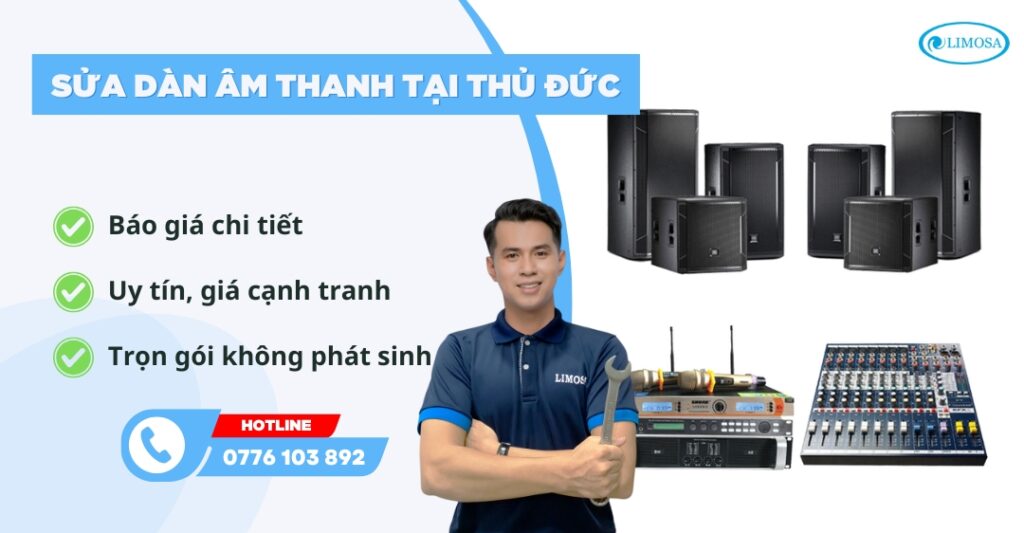 LIMOSA
SỬA DÀN ÂM THANH TẠI THỦ ĐỨC
Báo giá chi tiết
Uy tín, giá cạnh tranh
Trọn gói không phát sinh
LIMOSA
HOTLINE
0776 103 892
SHURE